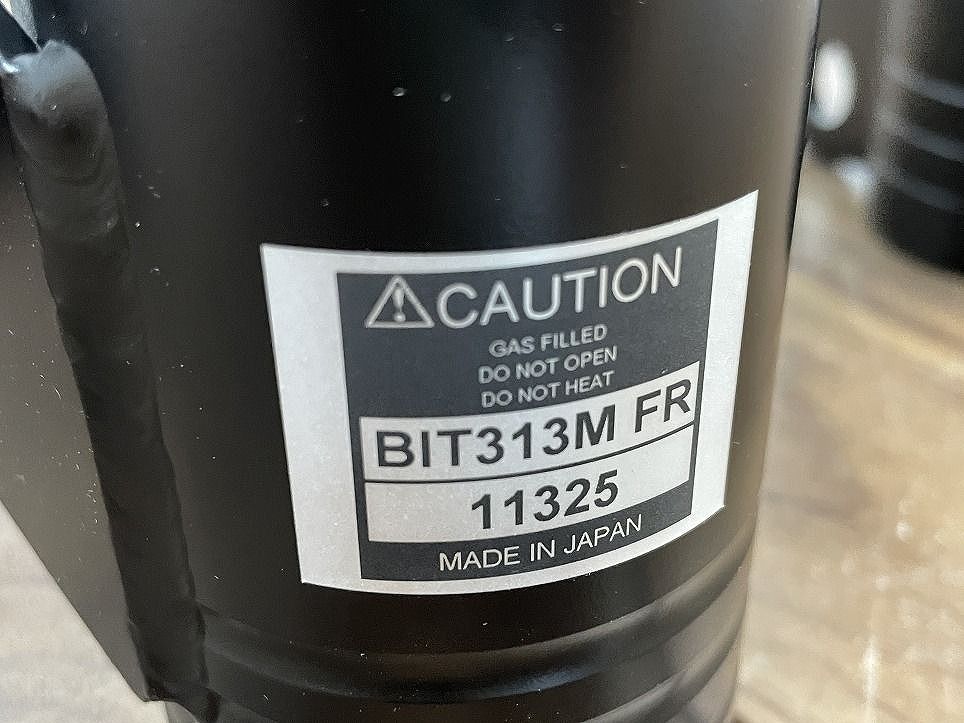 CAUTION
GAS FILLED
DO NOT OPEN
DO NOT HEAT
BIT313M FR
11325
MADE IN JAPAN